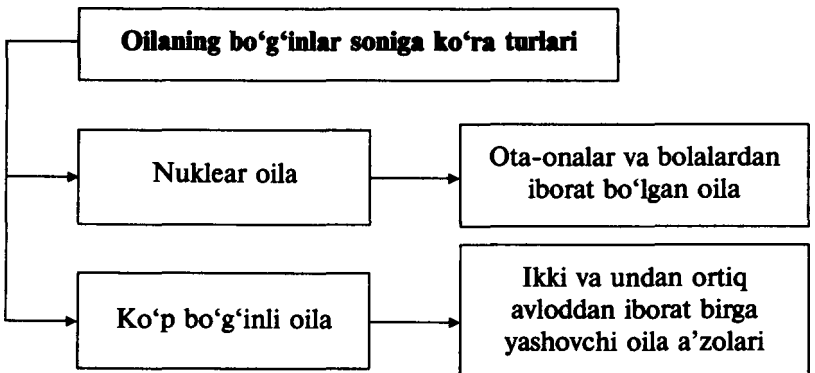 Oilaning bo‘g‘inlar soniga ko‘ra turlari
Nuklear oila
Ota-onalar va bolalardan
iborat bo‘lgan oila
Ko‘p bo‘g‘inli oila
Ikki va undan ortiq
avloddan iborat birga
yashovchi oila a’zolari